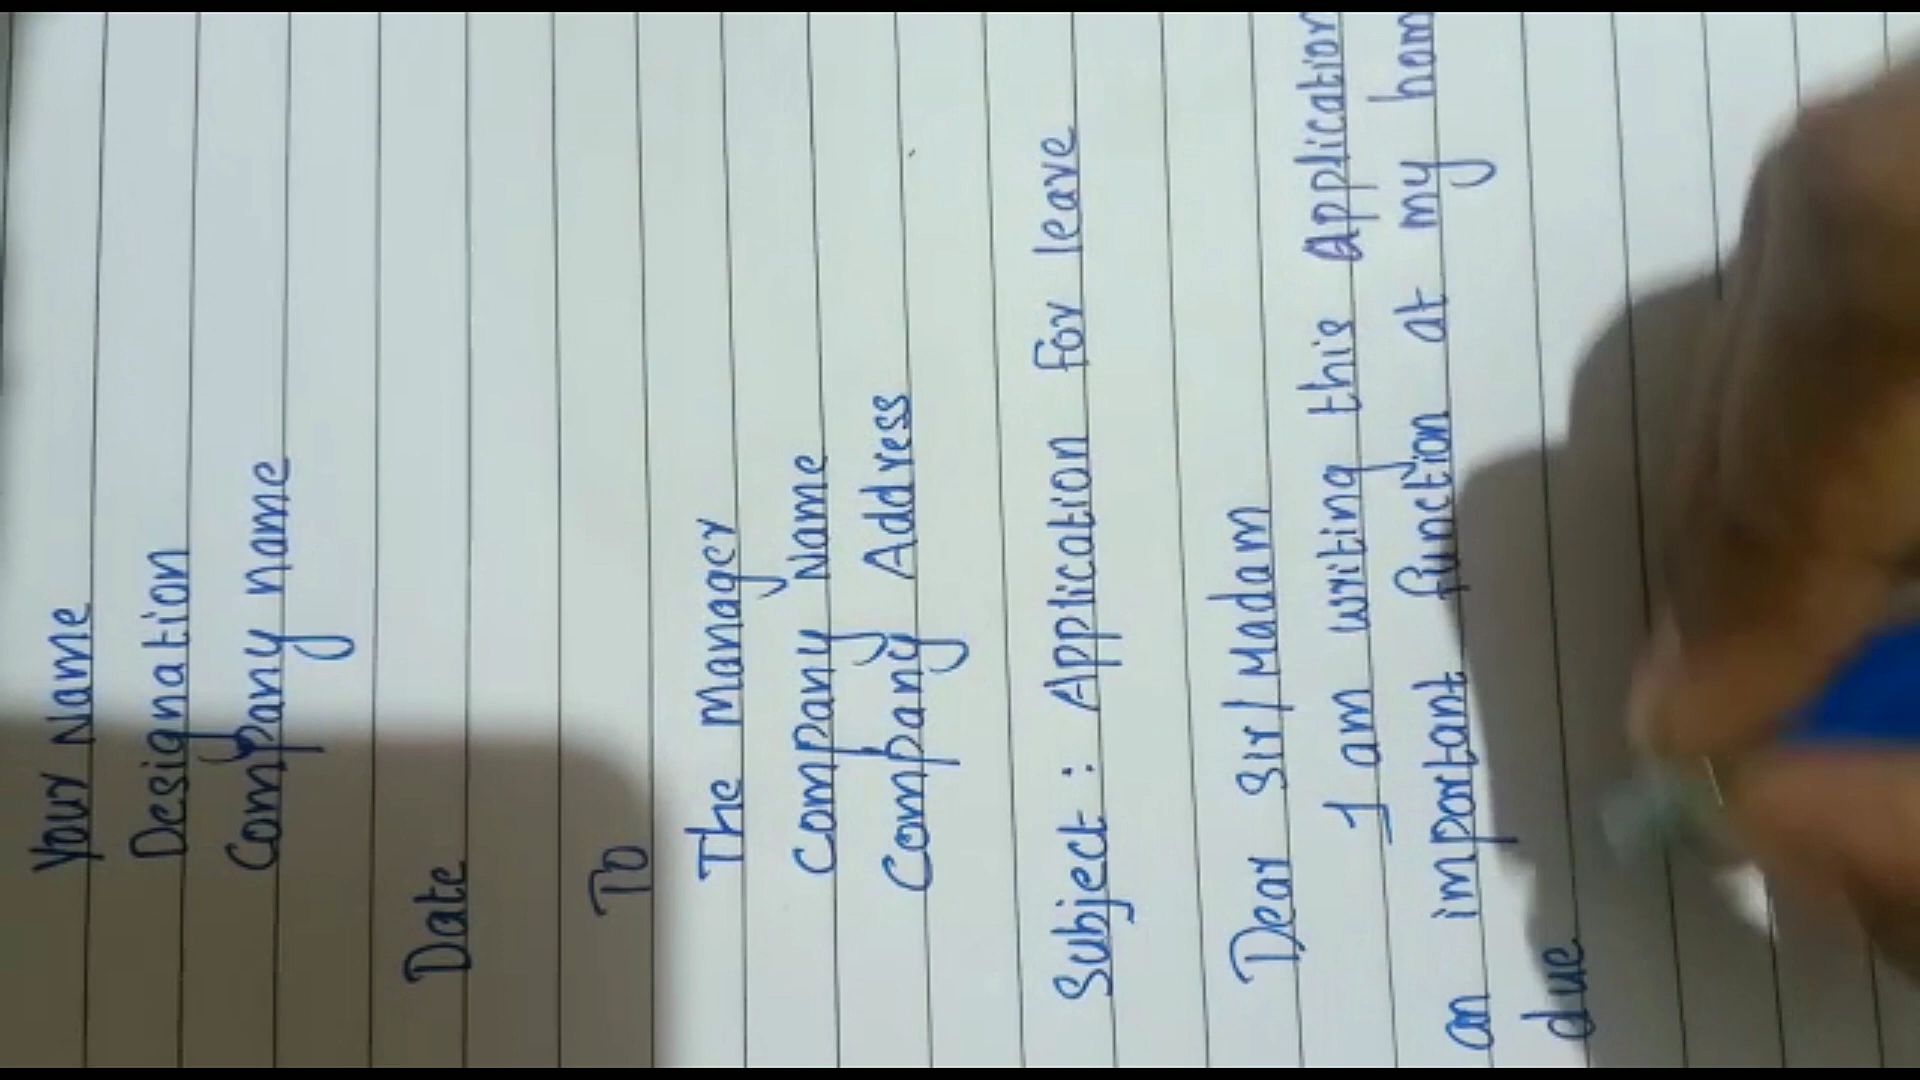 Your Name
Designation
Company name
Date
To
The Manager
Company Name
Company Address
Subject : Application for leave
Dear Sir/Madam
I am writing this application
an important function at my hom
due